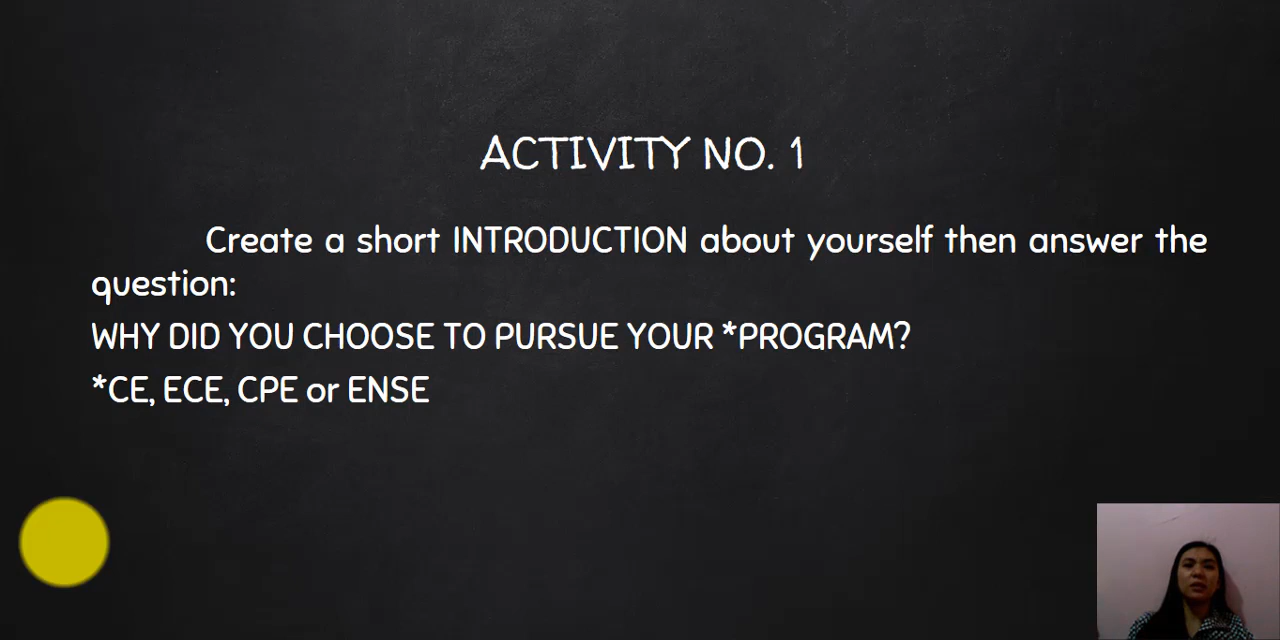 ACTIVITY NO. 1
Create a short INTRODUCTION about yourself then answer the
question:
WHY DID YOU CHOOSE TO PURSUE YOUR *PROGRAM?
*CE, ECE, CPE or ENSE